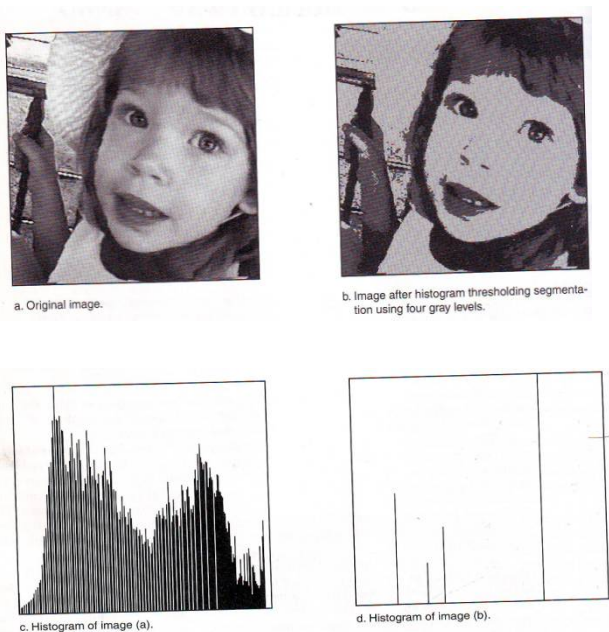 a. Original image.
b. Image after histogram thresholding segmenta-
tion using four gray levels.
c. Histogram of image (a).
d. Histogram of image (b).